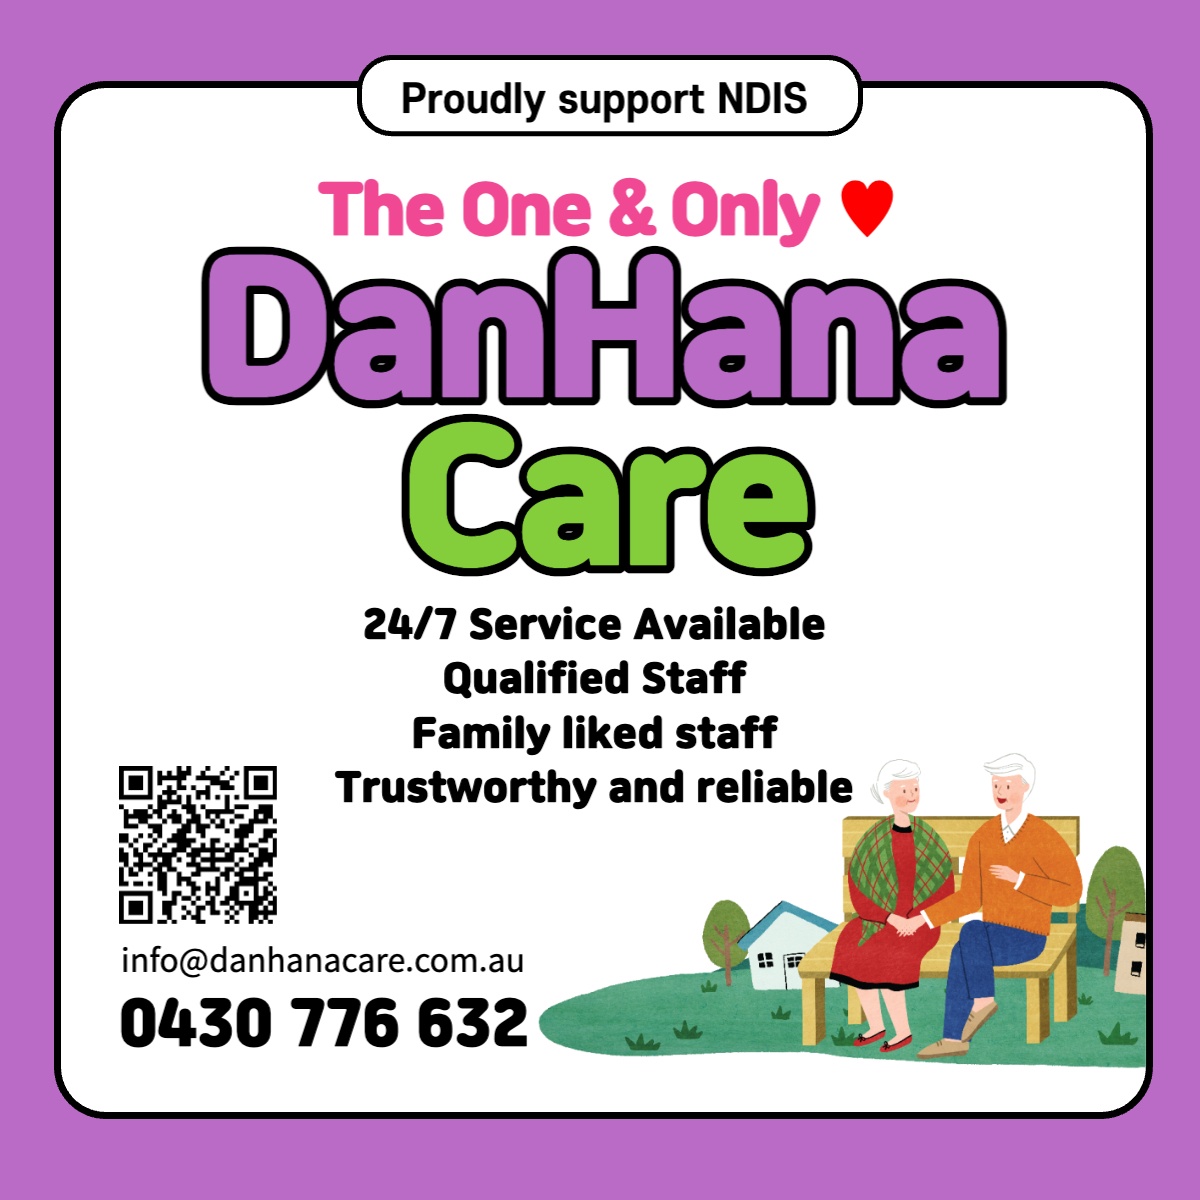 Proudly support NDIS
The One & Only ♥
DanHana
Care
24/7 Service Available
Qualified Staff
Family liked staff
Trustworthy and reliable
info@danhanacare.com.au
0430 776 632